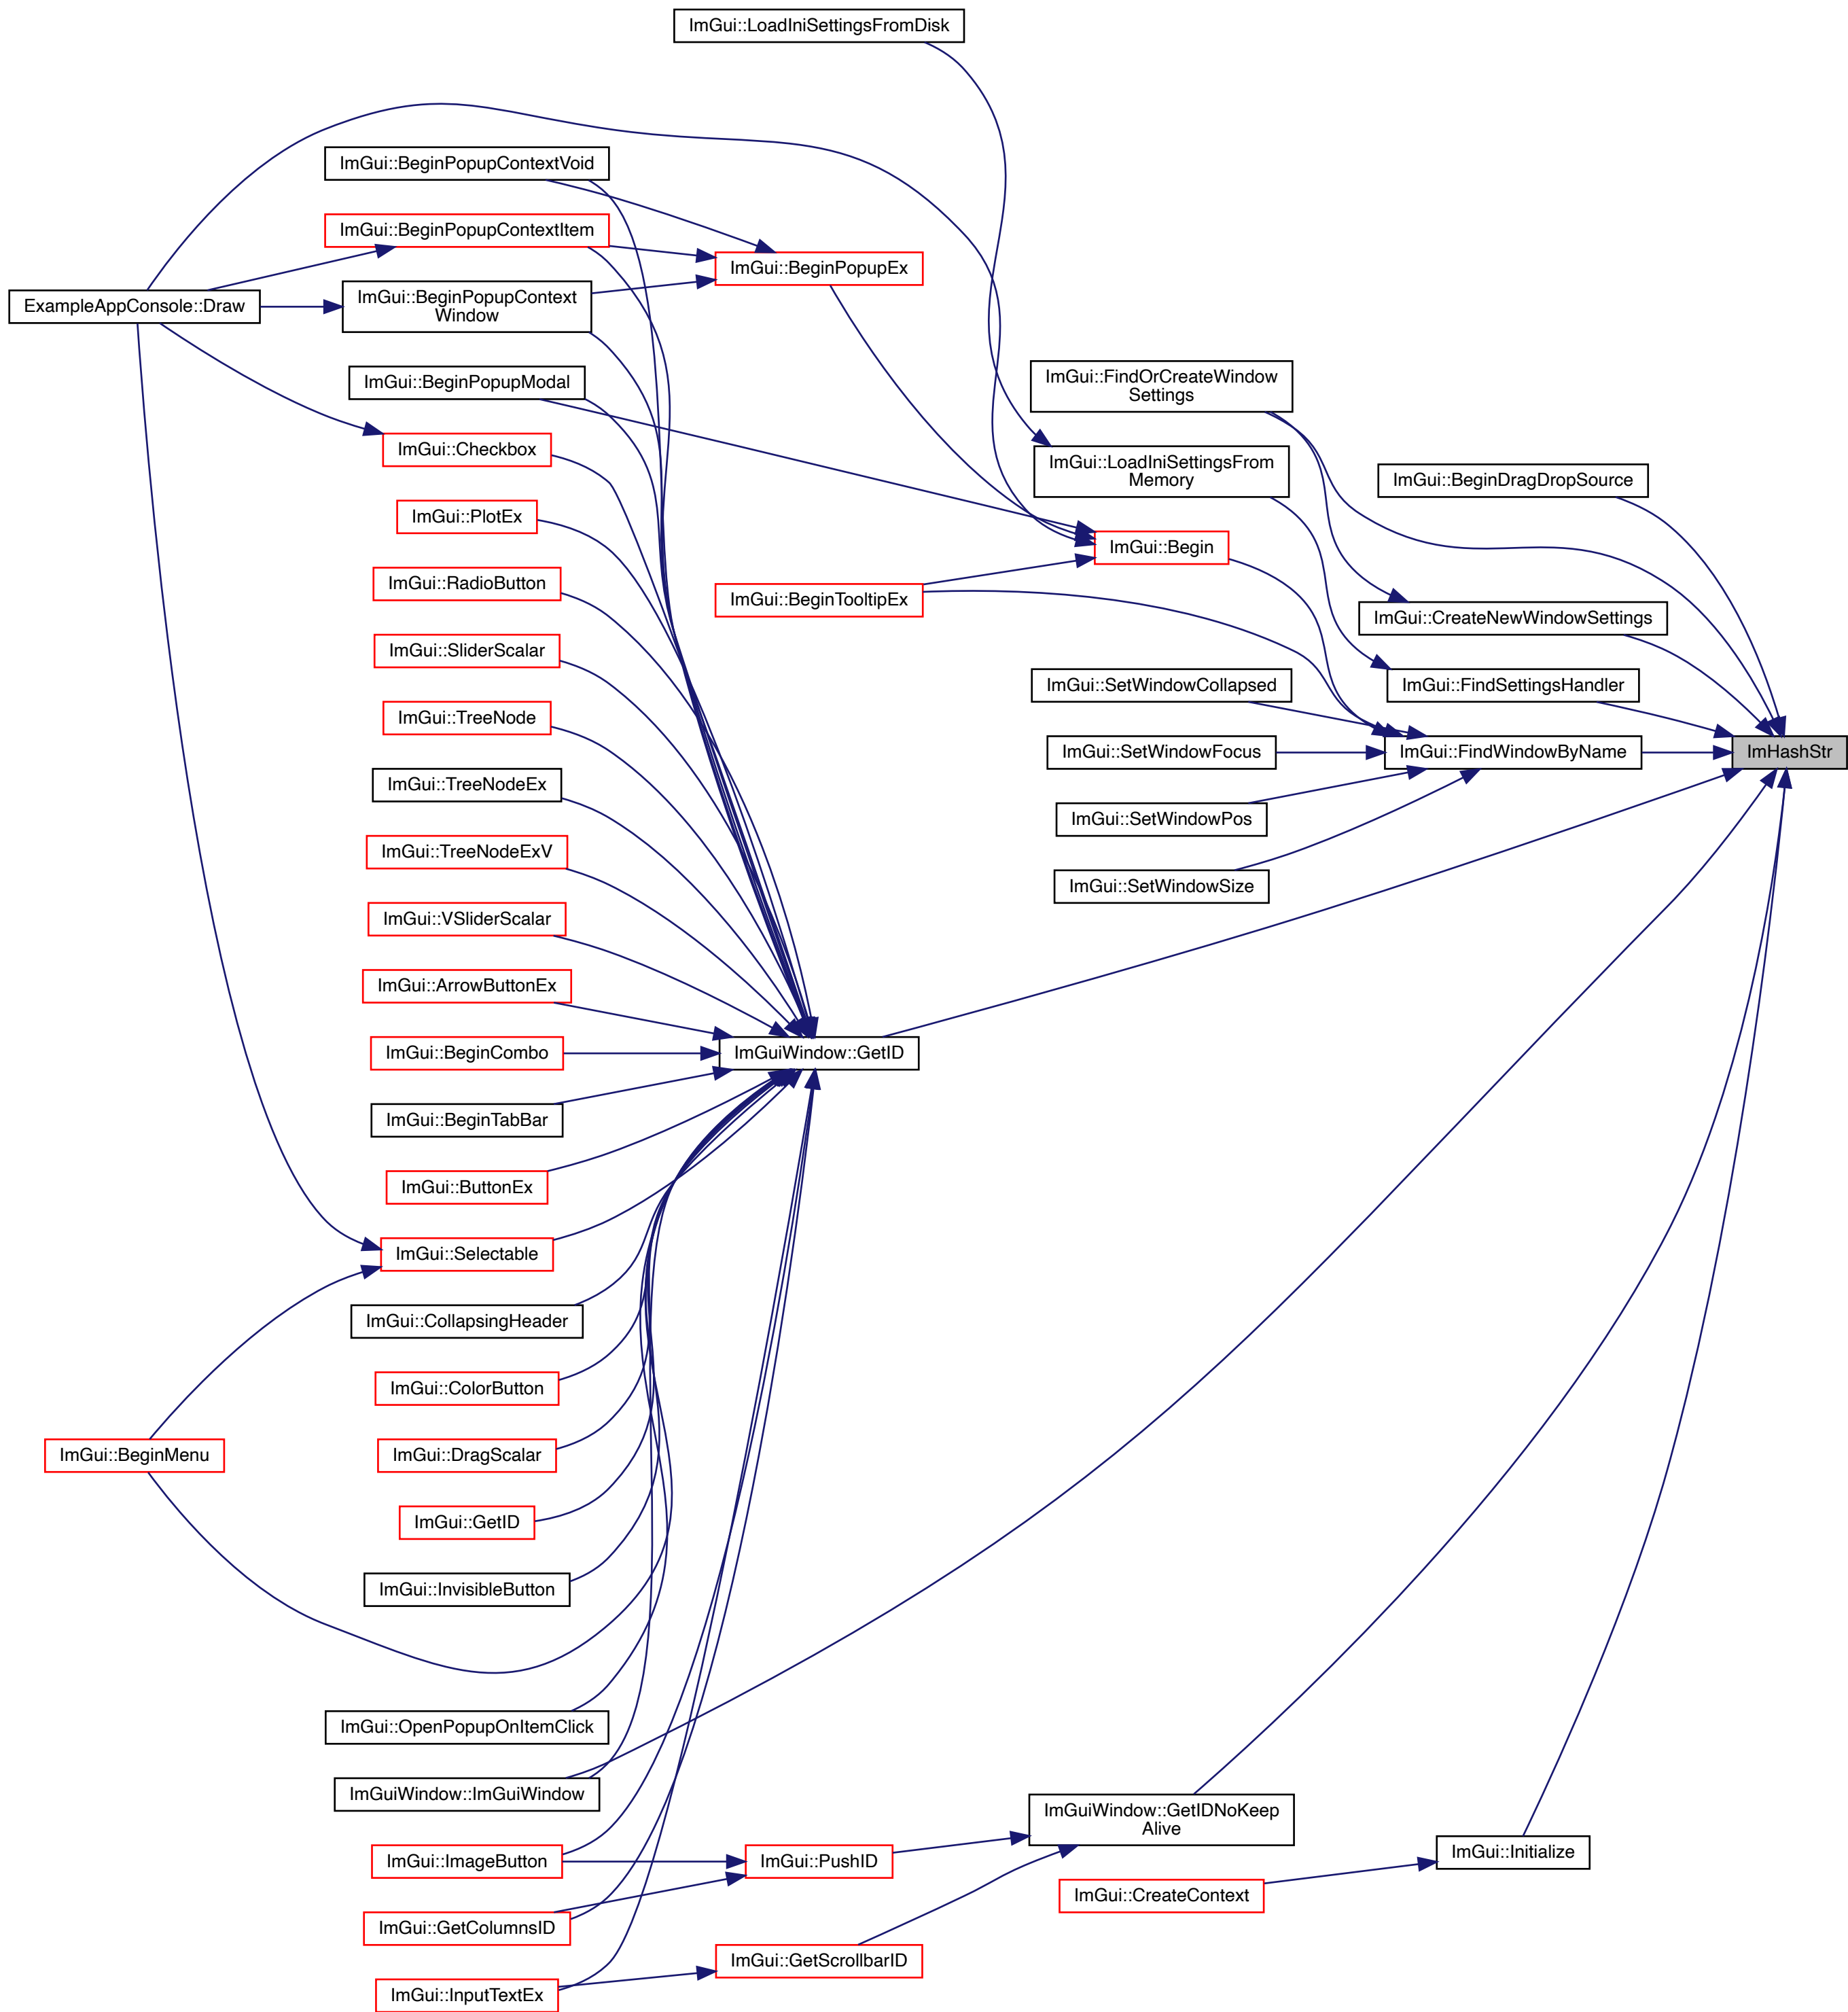 ImGui::LoadIniSettingsFromDisk
ImGui::BeginPopupContextVoid
ImGui::BeginPopupContextItem
ImGui::BeginPopupEx
ExampleAppConsole::Draw
ImGui::BeginPopupContext
Window
ImGui::BeginPopupModal
ImGui::FindOrCreateWindow
Settings
ImGui::Checkbox
ImGui::LoadIniSettingsFrom
Memory
ImGui::BeginDragDropSource
ImGui::PlotEx
ImGui::Begin
ImGui::RadioButton
ImGui::BeginTooltipEx
ImGui::CreateNewWindowSettings
ImGui::SliderScalar
ImGui::SetWindowCollapsed
ImGui::FindSettingsHandler
ImGui::TreeNode
ImGui::SetWindowFocus
ImGui::FindWindowByName
ImHashStr
ImGui::TreeNodeEx
ImGui::SetWindowPos
ImGui::TreeNodeExV
ImGui::SetWindowSize
ImGui::VSliderScalar
ImGui::ArrowButtonEx
ImGui::BeginCombo
ImGuiWindow::GetID
ImGui::BeginTabBar
ImGui::ButtonEx
ImGui::Selectable
ImGui::CollapsingHeader
ImGui::ColorButton
ImGui::BeginMenu
ImGui::DragScalar
ImGui::GetID
ImGui::InvisibleButton
ImGui::OpenPopupOnItemClick
ImGuiWindow::ImGuiWindow
ImGuiWindow::GetIDNoKeep
Alive
ImGui::ImageButton
ImGui::PushID
ImGui::Initialize
ImGui::CreateContext
ImGui::GetColumnsID
ImGui::GetScrollbarID
ImGui::InputTextEx